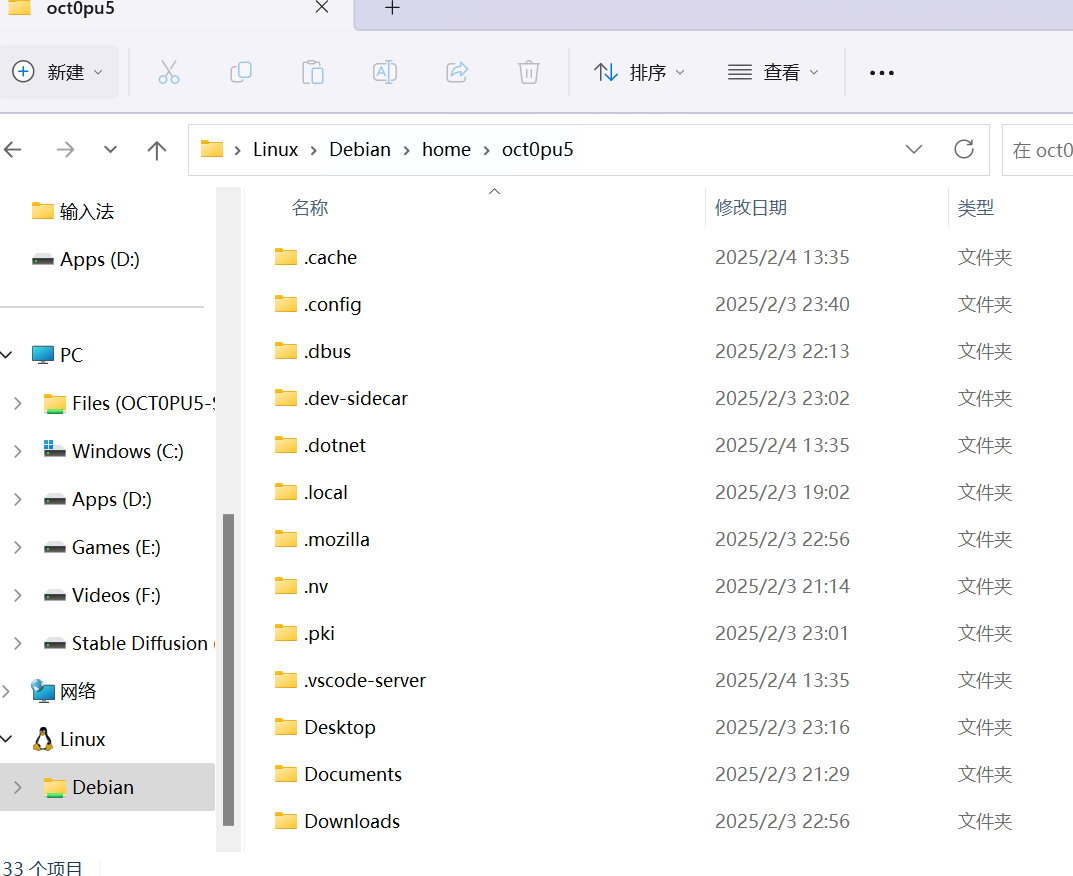 oct0pu5
新建
排序
查看
Linux
Debian
home
oct0pu5
在 oct0
输入法
Apps (D:)
PC
Files (OCT0PU5-S
Windows (C:)
Apps (D:)
Games (E:)
Videos (F:)
Stable Diffusion (
网络
Linux
Debian
名称 修改日期 类型
.cache 2025/2/4 13:35 文件夹
.config 2025/2/3 23:40 文件夹
.dbus 2025/2/3 22:13 文件夹
.dev-sidecar 2025/2/3 23:02 文件夹
.dotnet 2025/2/4 13:35 文件夹
.local 2025/2/3 19:02 文件夹
.mozilla 2025/2/3 22:56 文件夹
.nv 2025/2/3 21:14 文件夹
.pki 2025/2/3 23:01 文件夹
.vscode-server 2025/2/4 13:35 文件夹
Desktop 2025/2/3 23:16 文件夹
Documents 2025/2/3 21:29 文件夹
Downloads 2025/2/3 22:56 文件夹
33 个项目